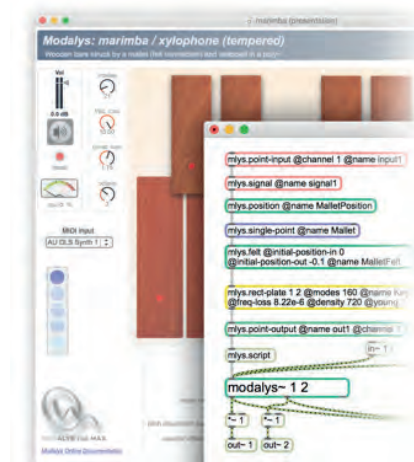 marimba (presentation)
Modalys: marimba / xylophone (tempered)
Wooden bars struck by a mallet (felt connection) and
Vol
0.0 dB
MIDI input
AU DLS Synth 1
FOR MAX
Modalys Online Documentation
mlys.point-input @channel 1 @name input1
mlys.signal @name signal1
mlys.position @name MalletPosition
mlys.single-point @name Mallet
mlys.felt @initial-position-in 0
@initial-position-out -0.1 @name MalletFelt
mlys.rect-plate 1 2 @modes 160 @name
@freq-loss 8.22e-6 @density 720 @young
mlys.point-output @name out1 @channel 1
mlys.script
in~ 1
modalys~ 1 2
*~ 1
*~ 1
out~ 1
out~ 2